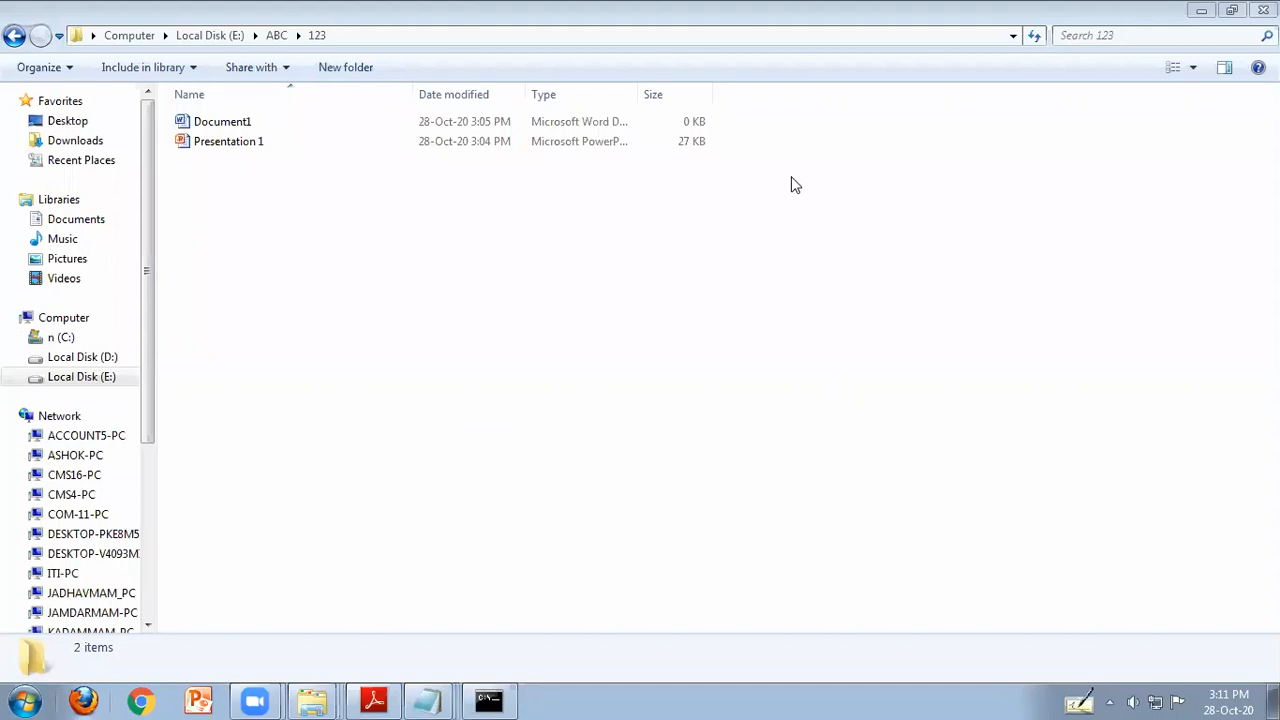 Computer Local Disk (E:) ABC 123 Search 123
Organize Include in library Share with New folder
Name Date modified Type Size
Document1 28-Oct-20 3:05 PM Microsoft Word D... 0 KB
Presentation 1 28-Oct-20 3:04 PM Microsoft PowerP... 27 KB
Favorites
Desktop
Downloads
Recent Places
Libraries
Documents
Music
Pictures
Videos
Computer
n (C:)
Local Disk (D:)
Local Disk (E:)
Network
ACCOUNT5-PC
ASHOK-PC
CMS16-PC
CMS4-PC
COM-11-PC
DESKTOP-PKE8M5
ITI-PC
JADHAVMAM_PC
JAMDARMAM-PC
KADAMMAM-PC
2 items
3:11 PM
28-Oct-20